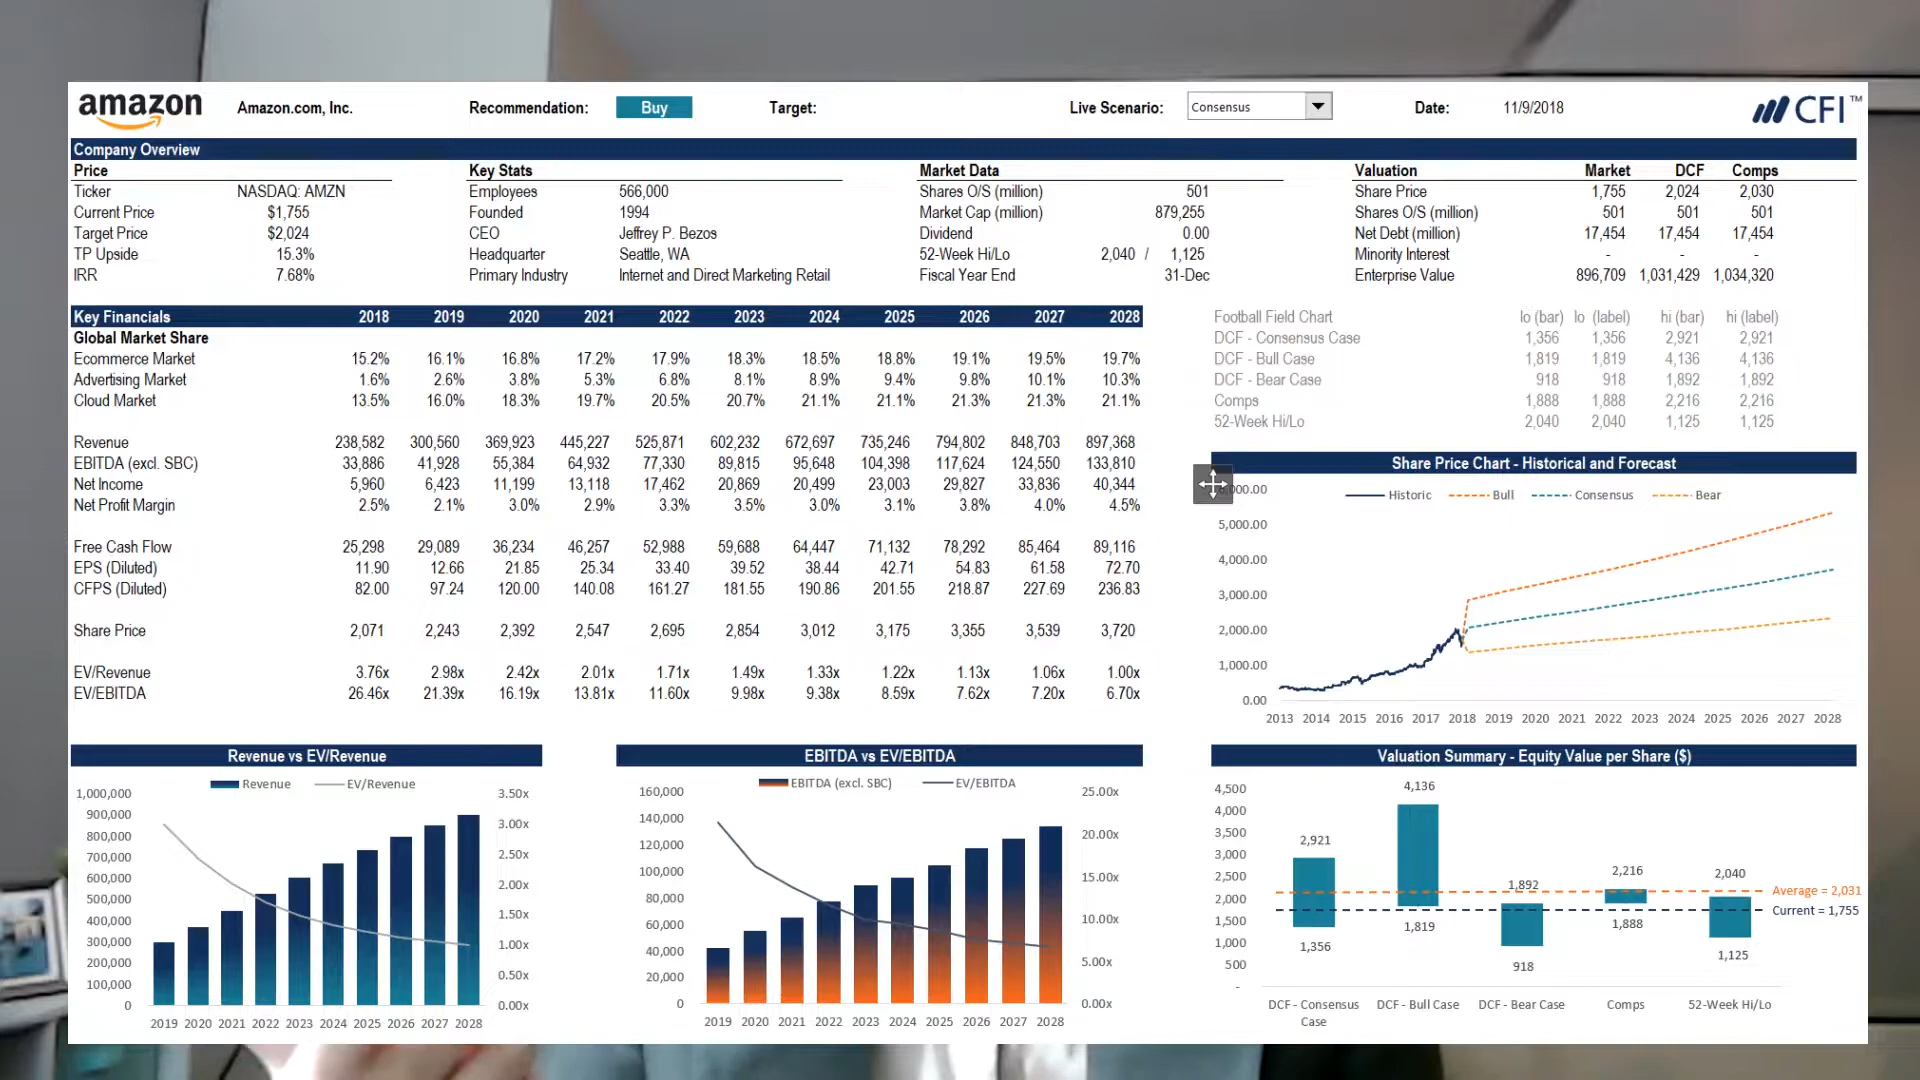 amazon Amazon.com, Inc. Recommendation: Buy Target: Live Scenario: Consensus Date: 11/9/2018 CFI™
Company Overview
Price Key Stats Market Data Valuation Market DCF Comps
Ticker NASDAQ: AMZN Employees 566,000 Shares O/S (million) 501 Share Price 1,755 2,024 2,030
Current Price $1,755 Founded 1994 Market Cap (million) 879,255 Shares O/S (million) 501 501 501
Target Price $2,024 CEO Jeffrey P. Bezos Dividend 0.00 Net Debt (million) 17,454 17,454 17,454
TP Upside 15.3% Headquarter Seattle, WA 52-Week Hi/Lo 2,040 / 1,125 Minority Interest - - -
IRR 7.68% Primary Industry Internet and Direct Marketing Retail Fiscal Year End 31-Dec Enterprise Value 896,709 1,031,429 1,034,320
Key Financials 2018 2019 2020 2021 2022 2023 2024 2025 2026 2027 2028
Global Market Share
Ecommerce Market 15.2% 16.1% 16.8% 17.2% 17.9% 18.3% 18.5% 18.8% 19.1% 19.5% 19.7%
Advertising Market 1.6% 2.6% 3.8% 5.3% 6.8% 8.1% 8.9% 9.4% 9.8% 10.1% 10.3%
Cloud Market 13.5% 16.0% 18.3% 19.7% 20.5% 20.7% 21.1% 21.1% 21.3% 21.3% 21.1%
Revenue 238,582 300,560 369,923 445,227 525,871 602,232 672,697 735,246 794,802 848,703 897,368
EBITDA (excl. SBC) 33,886 41,928 55,384 64,932 77,330 89,815 95,648 104,398 117,624 124,550 133,810
Net Income 5,960 6,423 11,199 13,118 17,462 20,869 20,499 23,003 29,827 33,836 40,344
Net Profit Margin 2.5% 2.1% 3.0% 2.9% 3.3% 3.5% 3.0% 3.1% 3.8% 4.0% 4.5%
Free Cash Flow 25,298 29,089 36,234 46,257 52,988 59,688 64,447 71,132 78,292 85,464 89,116
EPS (Diluted) 11.90 12.66 21.85 25.34 33.40 39.52 38.44 42.71 54.83 61.58 72.70
CFPS (Diluted) 82.00 97.24 120.00 140.08 161.27 181.55 190.86 201.55 218.87 227.69 236.83
Share Price 2,071 2,243 2,392 2,547 2,695 2,854 3,012 3,175 3,355 3,539 3,720
EV/Revenue 3.76x 2.98x 2.42x 2.01x 1.71x 1.49x 1.33x 1.22x 1.13x 1.06x 1.00x
EV/EBITDA 26.46x 21.39x 16.19x 13.81x 11.60x 9.98x 9.38x 8.59x 7.62x 7.20x 6.70x
Football Field Chart lo (bar) lo (label) hi (bar) hi (label)
DCF - Consensus Case 1,356 1,356 2,921 2,921
DCF - Bull Case 1,819 1,819 4,136 4,136
DCF - Bear Case 918 918 1,892 1,892
Comps 1,888 1,888 2,216 2,216
52-Week Hi/Lo 2,040 2,040 1,125 1,125
Share Price Chart - Historical and Forecast
Historic Bull Consensus Bear
5,000.00
4,000.00
3,000.00
2,000.00
1,000.00
0.00
2013 2014 2015 2016 2017 2018 2019 2020 2021 2022 2023 2024 2025 2026 2027 2028
Revenue vs EV/Revenue
Revenue EV/Revenue
1,000,000 3.50x
900,000 3.00x
800,000 2.50x
700,000 2.00x
600,000 1.50x
500,000 1.00x
400,000 0.50x
300,000 0.00x
200,000
100,000
0
2019 2020 2021 2022 2023 2024 2025 2026 2027 2028
EBITDA vs EV/EBITDA
EBITDA (excl. SBC) EV/EBITDA
160,000 25.00x
140,000 20.00x
120,000 15.00x
100,000 10.00x
80,000 5.00x
60,000 0.00x
40,000
20,000
0
2019 2020 2021 2022 2023 2024 2025 2026 2027 2028
Valuation Summary - Equity Value per Share ($)
4,500
4,000
3,500
3,000
2,500
2,000
1,500
1,000
500
-
4,136
2,921
2,216
2,040
1,892
Average = 2,031
Current = 1,755
1,819
1,888
1,356
1,125
918
DCF - Consensus Case DCF - Bull Case DCF - Bear Case Comps 52-Week Hi/Lo